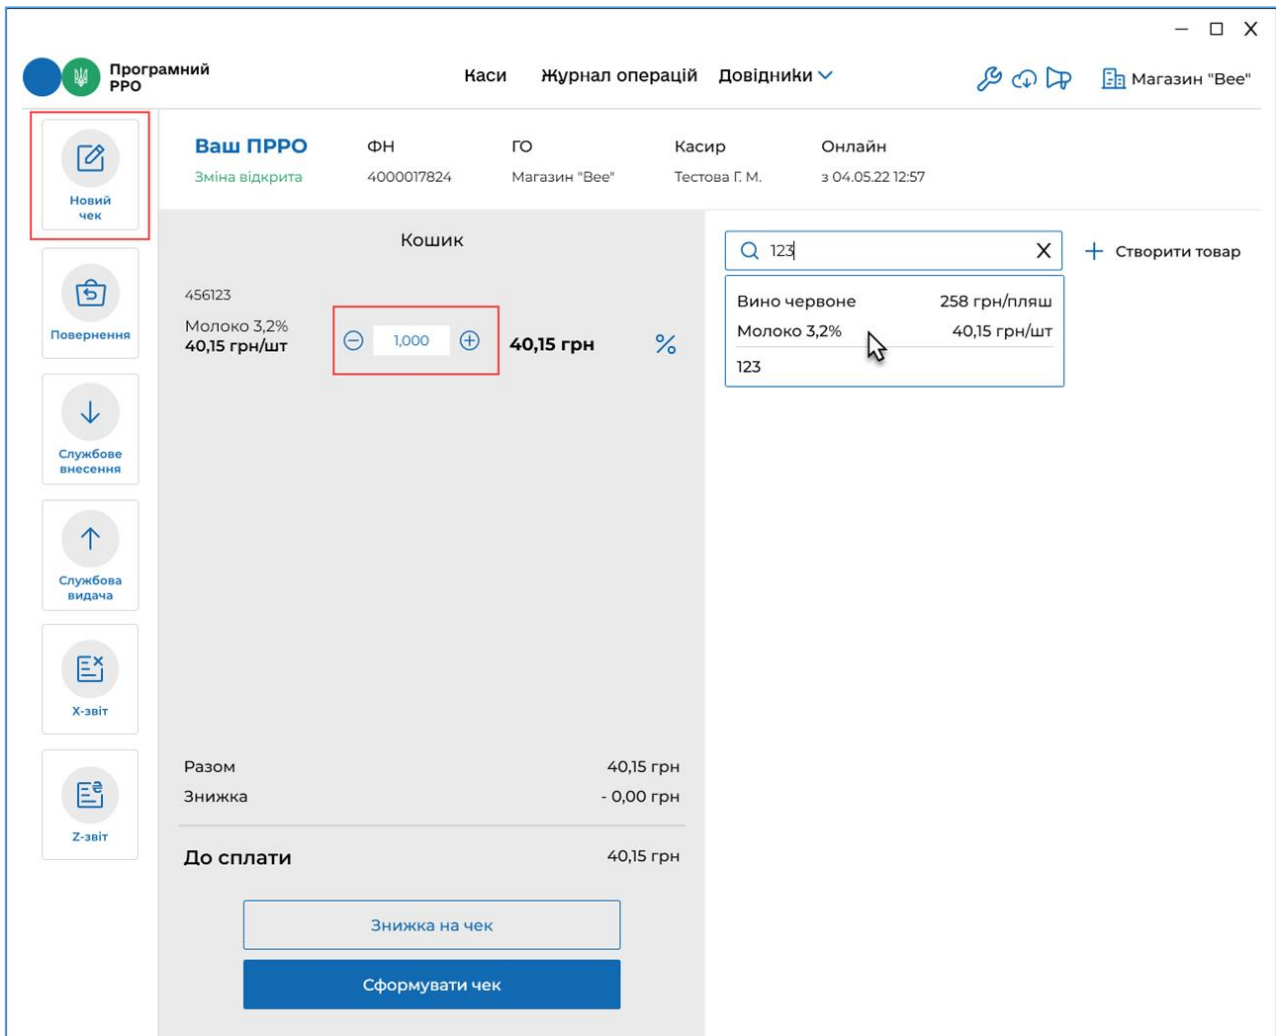 Програмний
РРО
Каси Журнал операцій Довідники
Магазин "Вее"
Новий
чек
Повернення
Службове
внесення
Службова
видача
X-звіт
Z-звіт
Ваш ПРРО ФН ГО Касир Онлайн
Зміна відкрита 4000017824 Магазин "Вее" Тестова Г. М. з 04.05.22 12:57
Кошик
456123
Молоко 3,2%
40,15 грн/шт 1,000 40,15 грн %
Разом 40,15 грн
Знижка - 0,00 грн
До сплати 40,15 грн
Знижка на чек
Сформувати чек
123 X + Створити товар
Вино червоне 258 грн/пляш
Молоко 3,2% 40,15 грн/шт
123